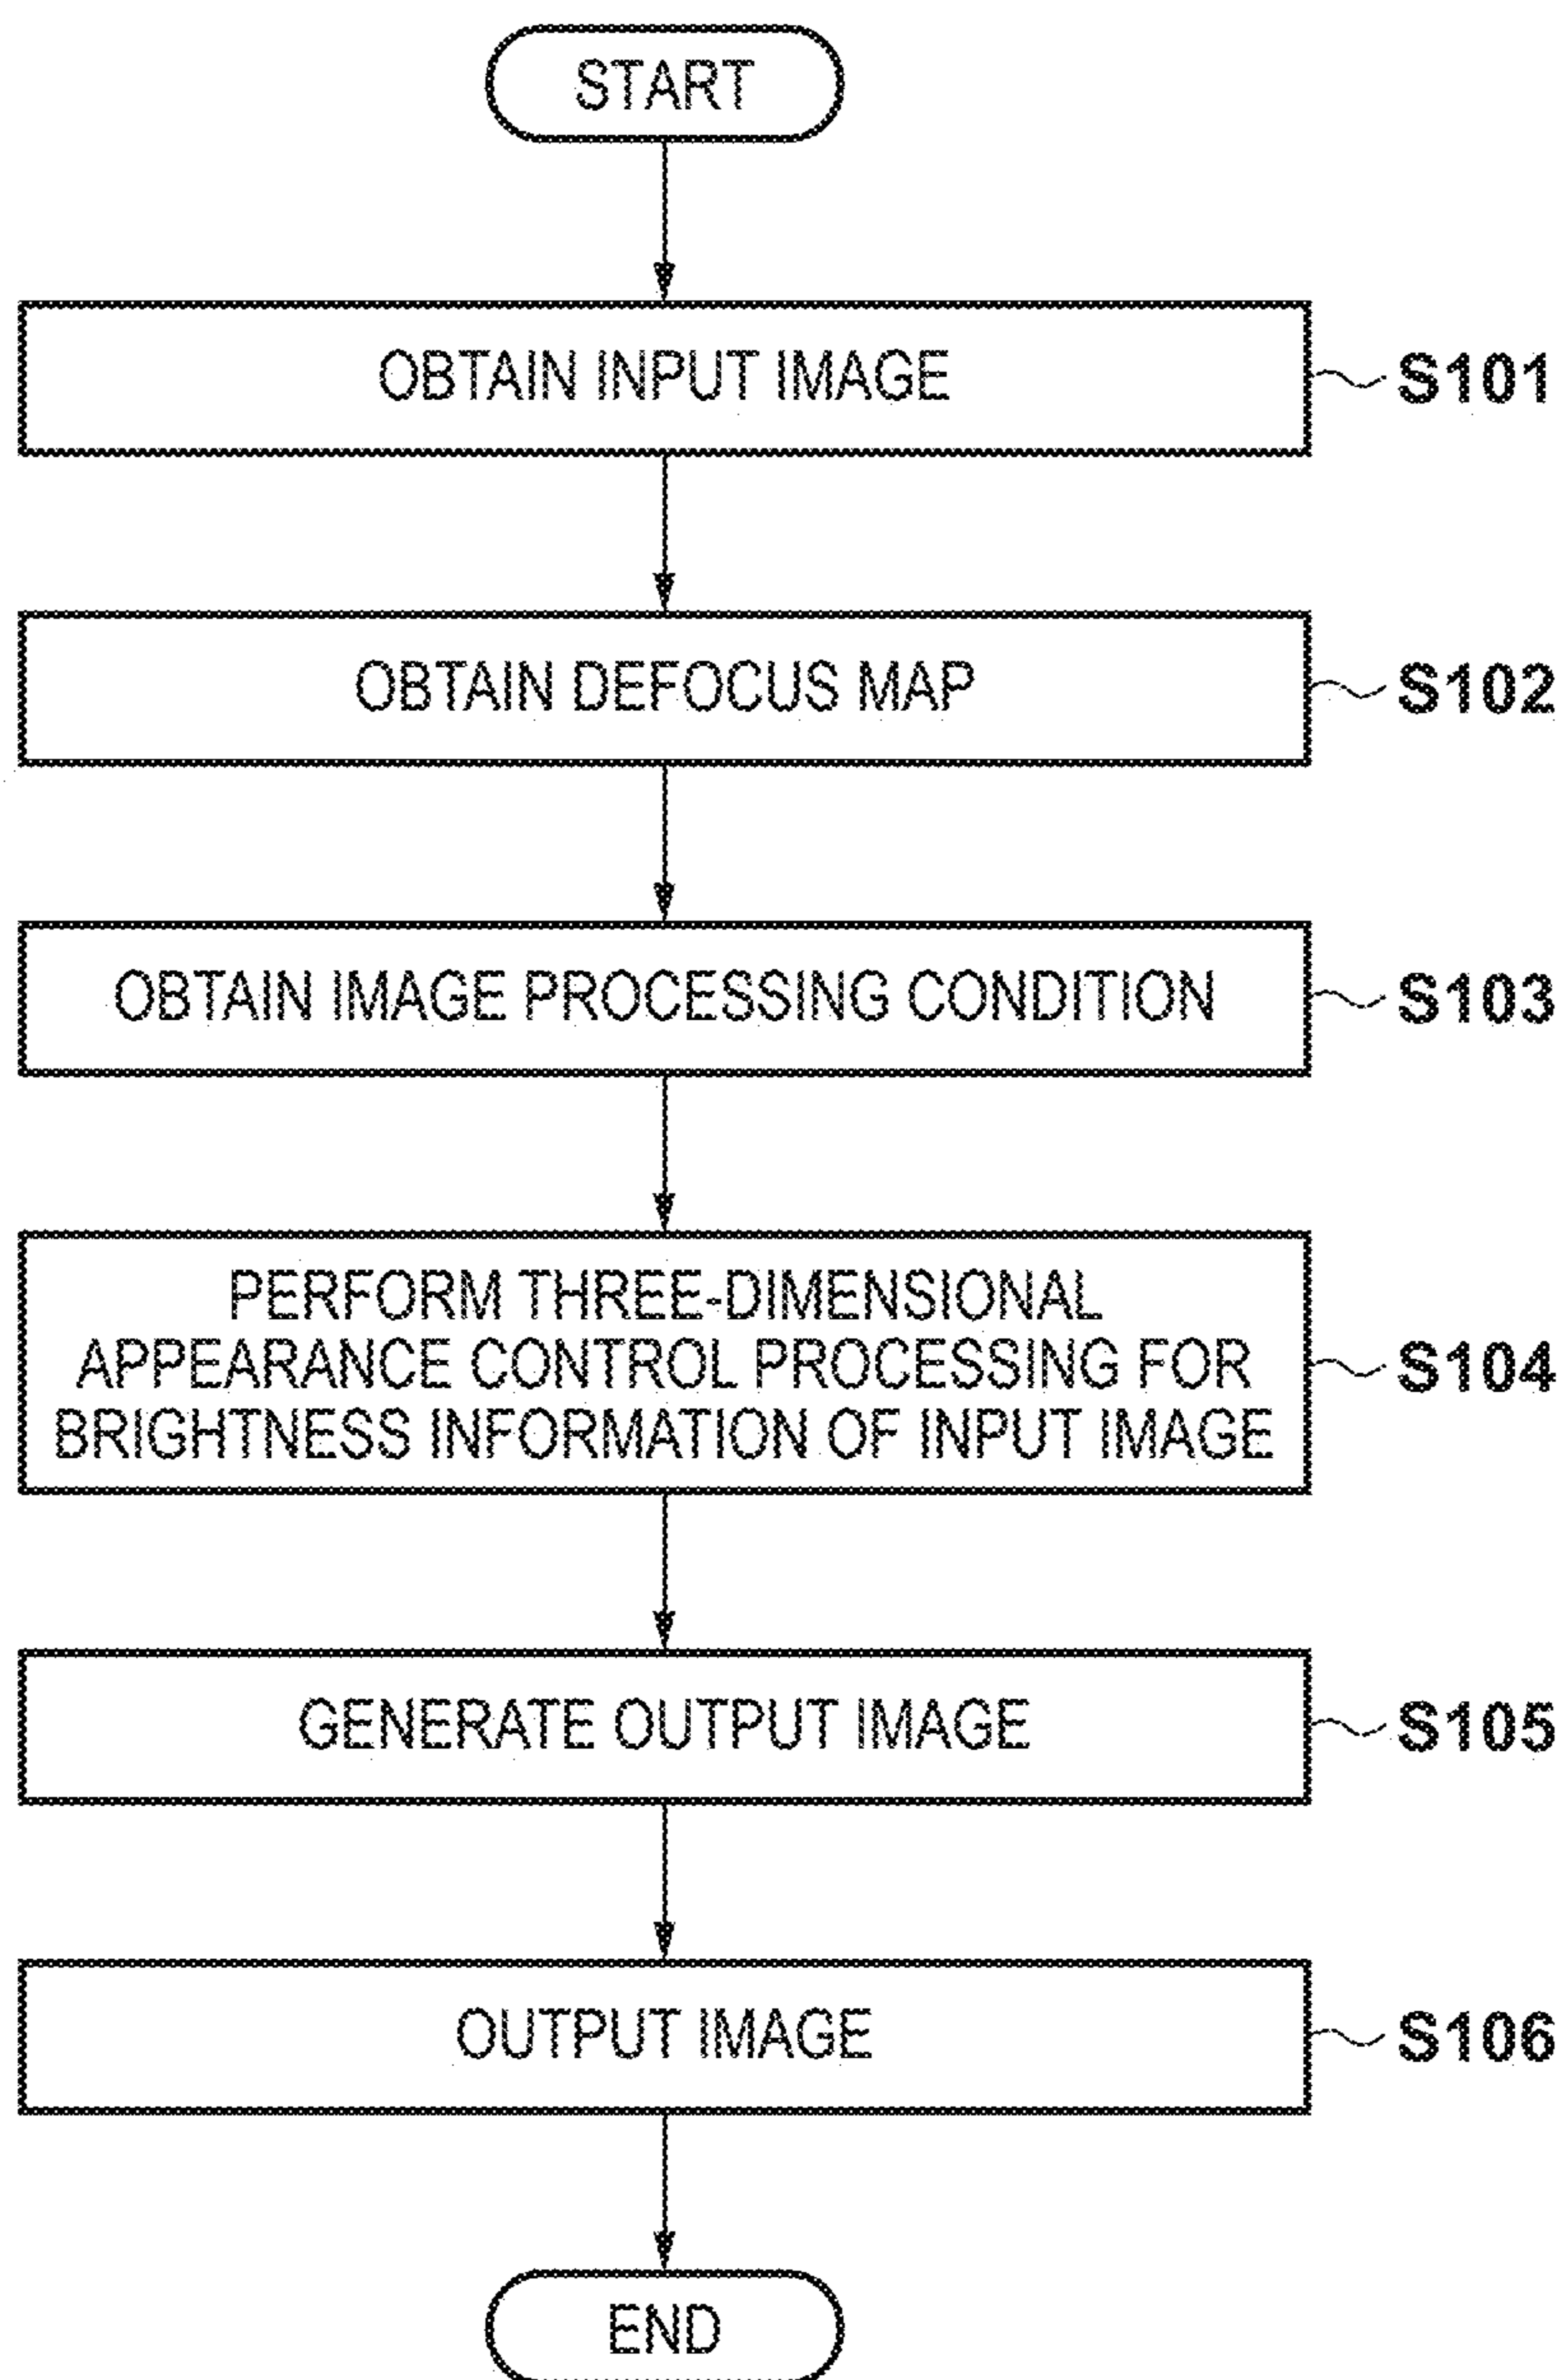 START
OBTAIN INPUT IMAGE
S101
OBTAIN DEFOCUS MAP
S102
OBTAIN IMAGE PROCESSING CONDITION
S103
PERFORM THREE-DIMENSIONAL
APPEARANCE CONTROL PROCESSING FOR
BRIGHTNESS INFORMATION OF INPUT IMAGE
S104
GENERATE OUTPUT IMAGE
S105
OUTPUT IMAGE
S106
END